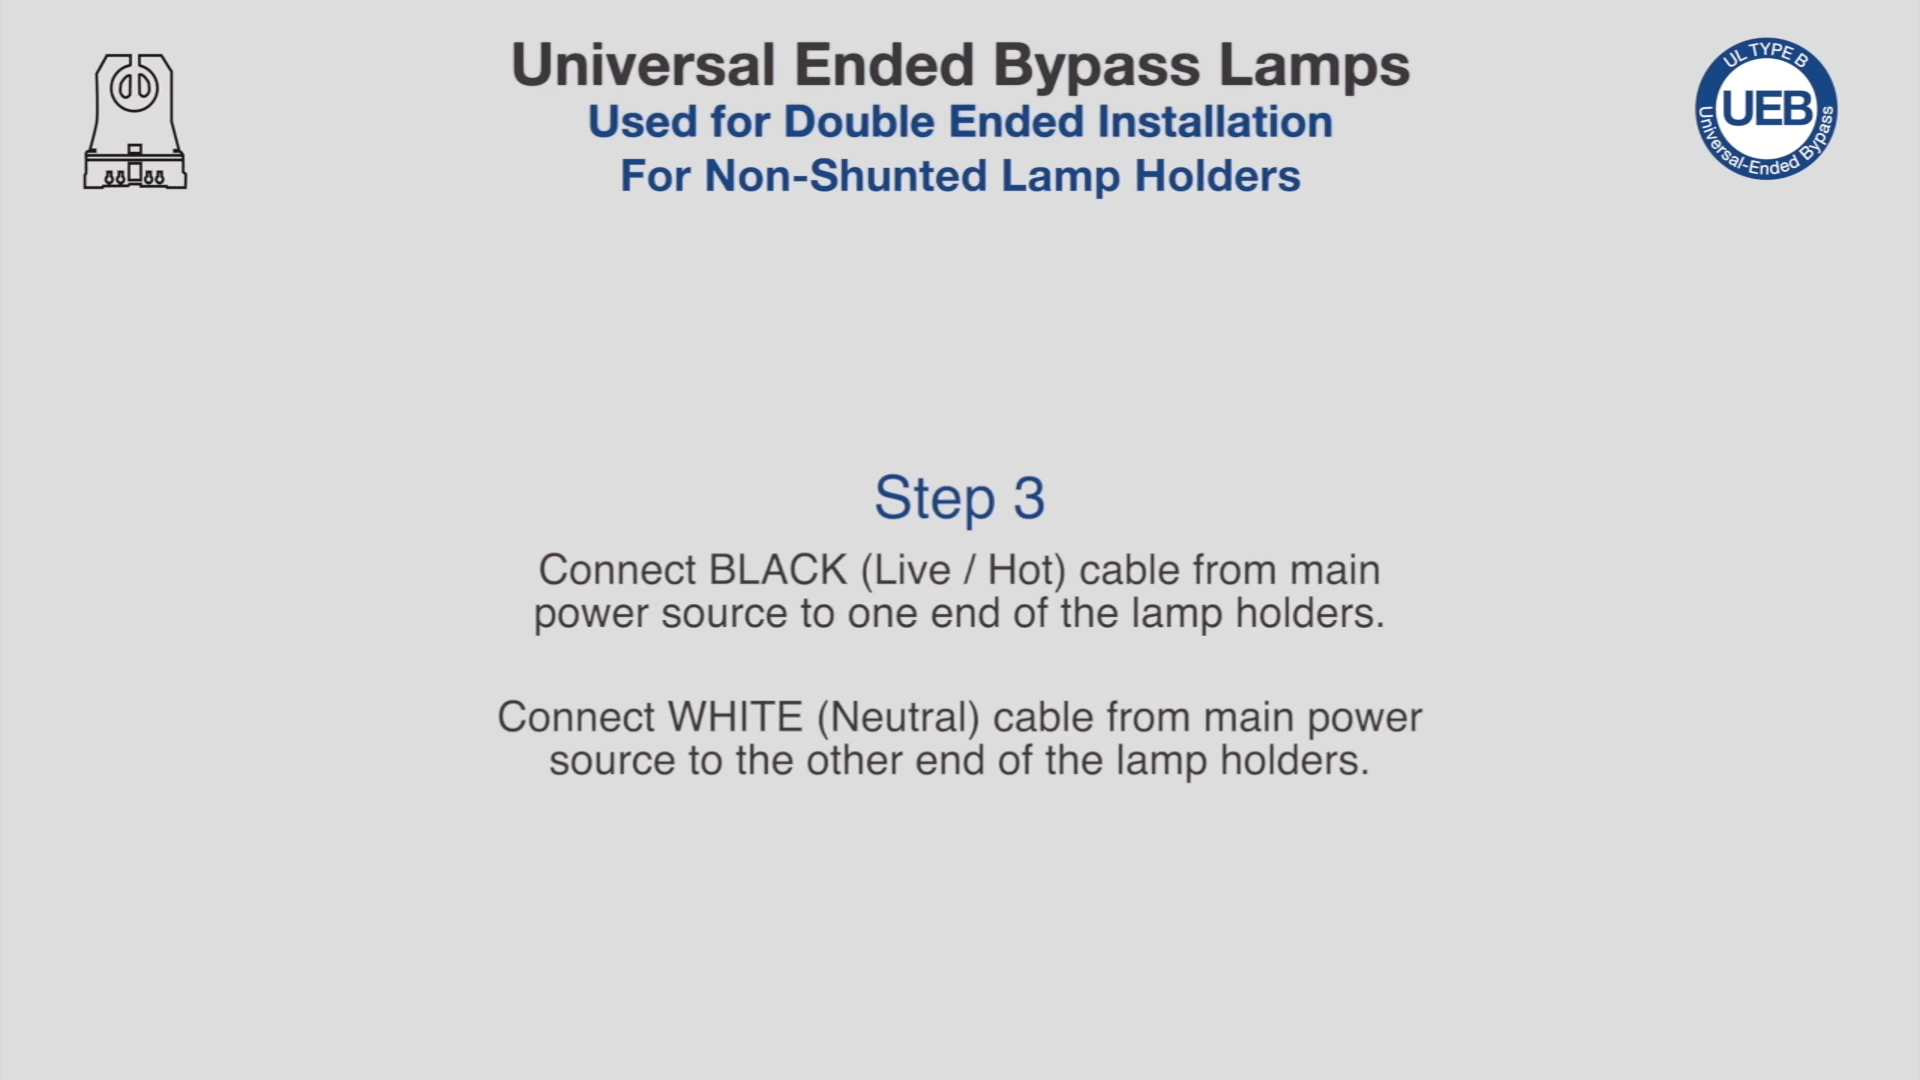 Universal Ended Bypass Lamps
Used for Double Ended Installation
For Non-Shunted Lamp Holders
UL TYPE B
UEB
Universal-Ended Bypass
Step 3
Connect BLACK (Live / Hot) cable from main
power source to one end of the lamp holders.
Connect WHITE (Neutral) cable from main power
source to the other end of the lamp holders.